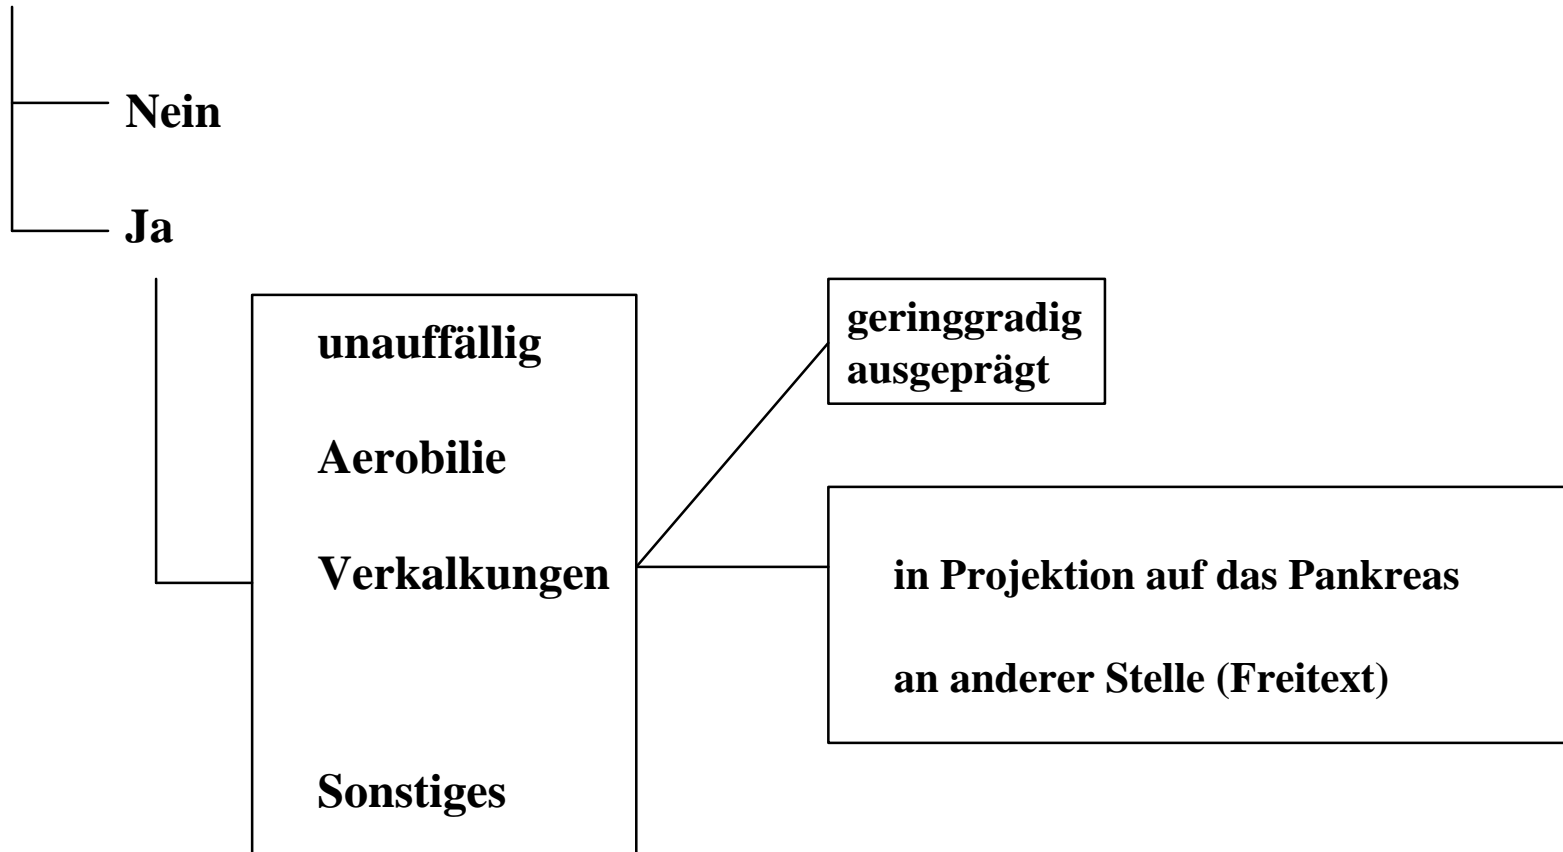 Nein
Ja
unauffällig
Aerobilie
Verkalkungen
Sonstiges
geringgradig
ausgeprägt
in Projektion auf das Pankreas
an anderer Stelle (Freitext)